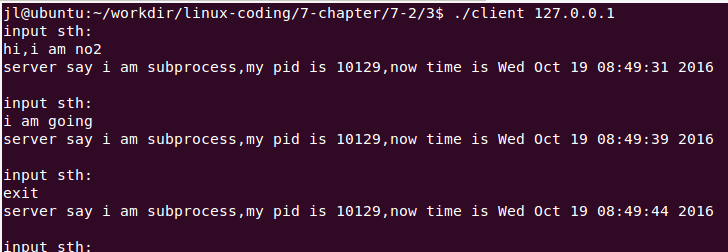 jl@ubuntu:~/workdir/linux-coding/7-chapter/7-2/3$ ./client 127.0.0.1
input sth:
hi,i am no2
server say i am subprocess,my pid is 10129,now time is Wed Oct 19 08:49:31 2016
input sth:
i am going
server say i am subprocess,my pid is 10129,now time is Wed Oct 19 08:49:39 2016
input sth:
exit
server say i am subprocess,my pid is 10129,now time is Wed Oct 19 08:49:44 2016
input sth: